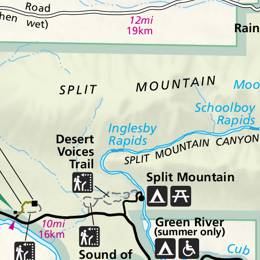 Road
hen wet)
12mi
19km
Rain
SPLIT MOUNTAIN
Moo
Schoolboy
Rapids
Inglesby
Rapids
Desert
Voices
Trail
SPLIT MOUNTAIN CANYON
Split Mountain
Green River
(summer only)
10mi
16km
Sound of
Cub